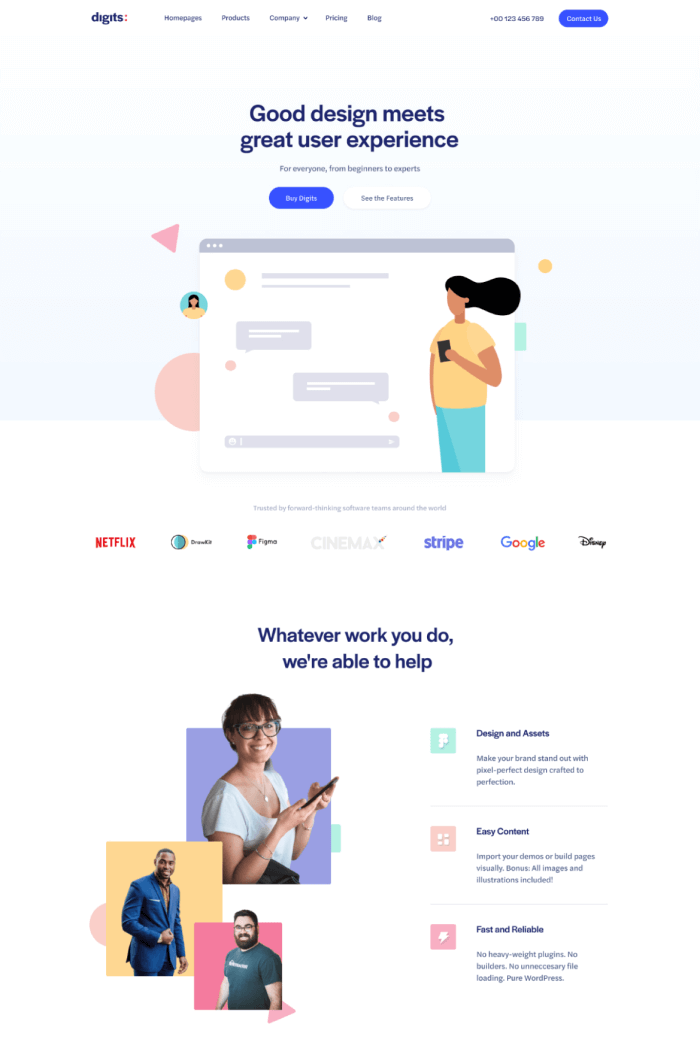 digits:
Homepages Products Company Pricing Blog +00 123 456 789 Contact Us
Good design meets
great user experience
For everyone, from beginners to experts
Buy Digits See the Features
Trusted by forward-thinking software teams around the world
NETFLIX DrawKit Figma CINEMAX stripe Google Disney
Whatever work you do,
we're able to help
Design and Assets
Make your brand stand out with
pixel-perfect design crafted to
perfection.
Easy Content
Import your demos or build pages
visually. Bonus: All images and
illustrations included!
Fast and Reliable
No heavy-weight plugins. No
builders. No unneccesary file
loading. Pure WordPress.